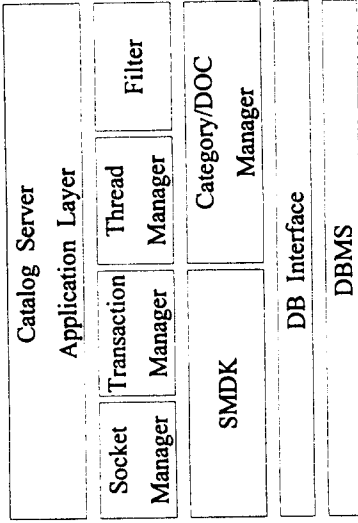 Catalog Server
Application Layer
Socket
Manager
Transaction
Manager
Thread
Manager
Filter
SMDK
Category/DOC
Manager
DB Interface
DBMS